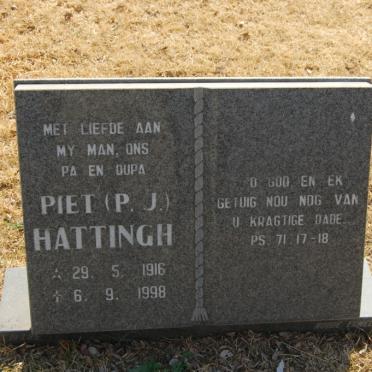 MET LIEFDE AAN
MY MAN, ONS
PA EN OUPA
PIET (P. J.)
HATTINGH
☆ 29. 5. 1916
✝ 6. 9. 1998
O GOD, EN EK
GETUIG NOU NOG VAN
U KRAGTIGE DADE...
PS. 71:17-18